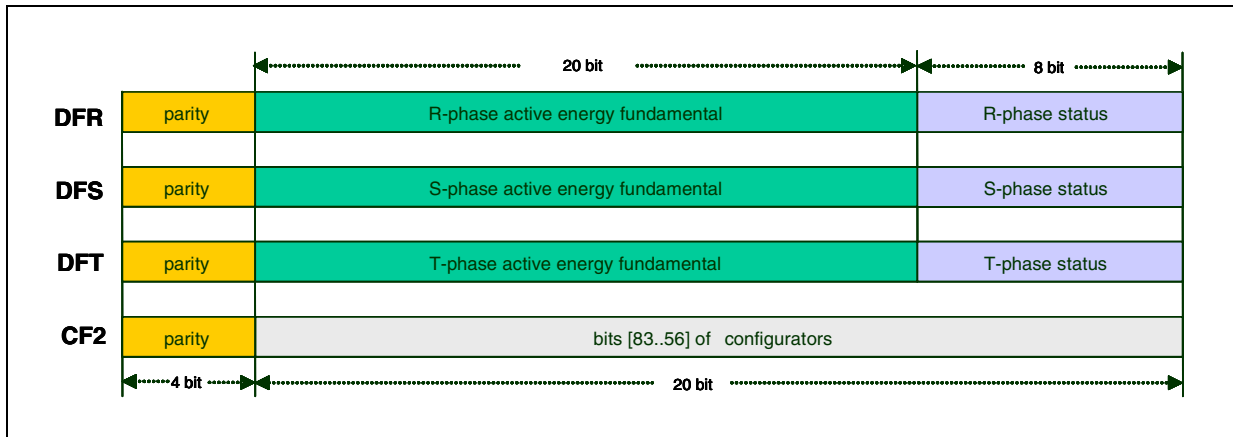 20 bit 8 bit
DFR parity R-phase active energy fundamental R-phase status
DFS parity S-phase active energy fundamental S-phase status
DFT parity T-phase active energy fundamental T-phase status
CF2 parity bits [83..56] of configurators
4 bit 20 bit